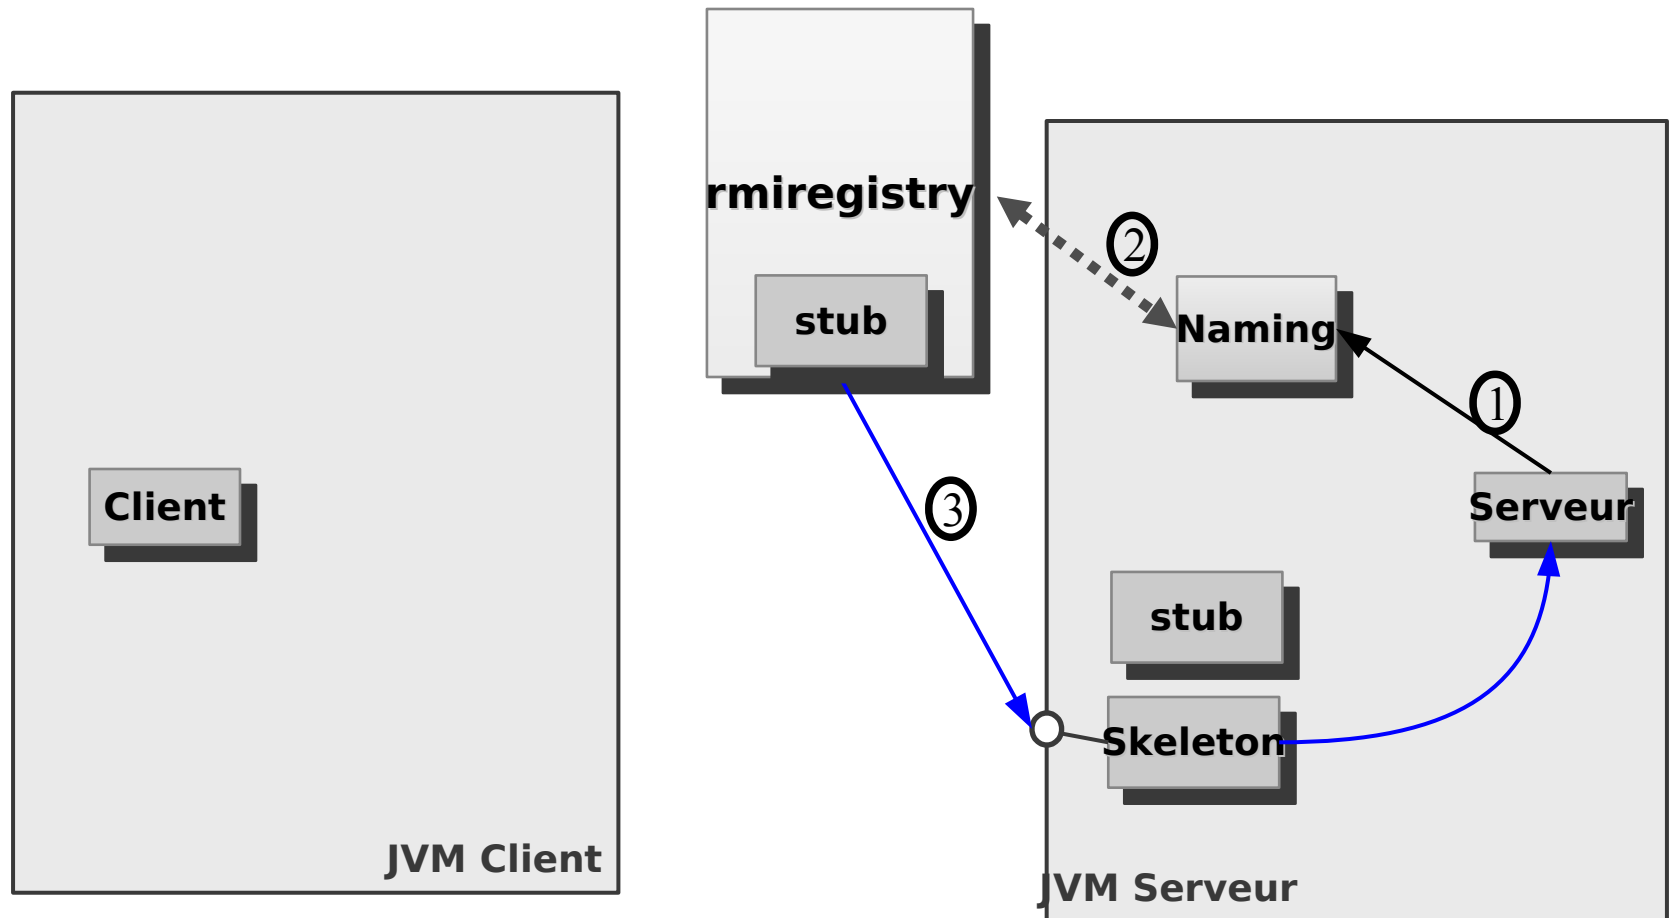 rmiregistry
stub
2
Naming
1
3
Client
Serveur
stub
Skeleton
JVM Client
JVM Serveur